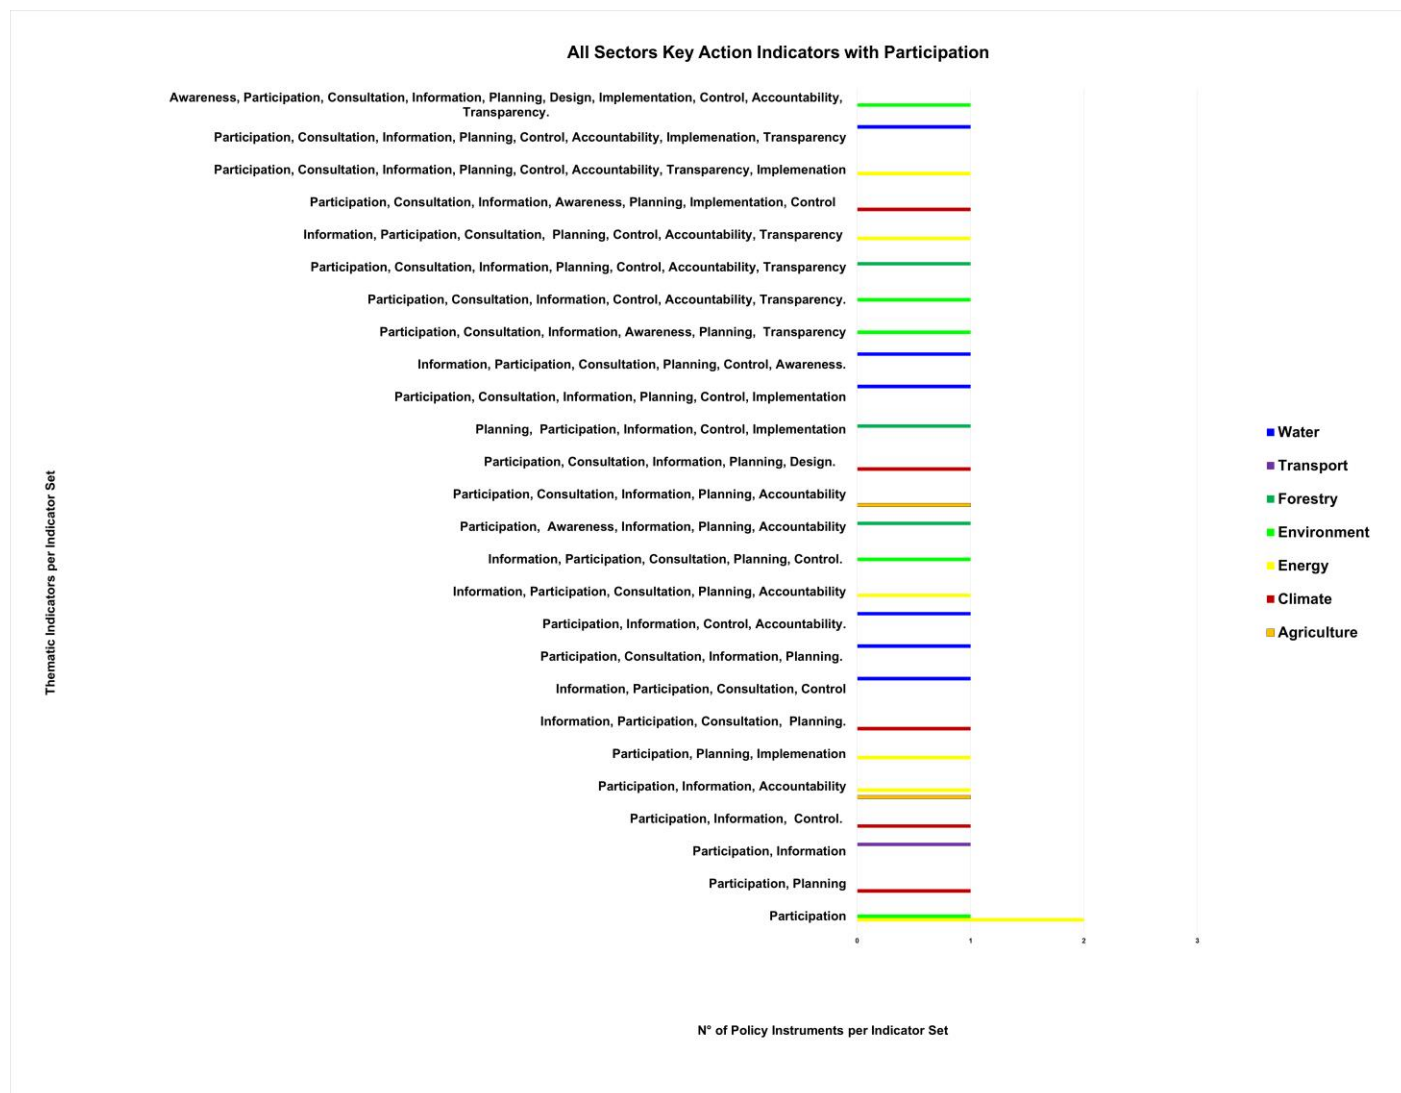 All Sectors Key Action Indicators with Participation
Awareness, Participation, Consultation, Information, Planning, Design, Implementation, Control, Accountability,
Transparency.
Participation, Consultation, Information, Planning, Control, Accountability, Implemenation, Transparency
Participation, Consultation, Information, Planning, Control, Accountability, Transparency, Implemenation
Participation, Consultation, Information, Awareness, Planning, Implementation, Control
Information, Participation, Consultation, Planning, Control, Accountability, Transparency
Participation, Consultation, Information, Planning, Control, Accountability, Transparency
Participation, Consultation, Information, Control, Accountability, Transparency.
Participation, Consultation, Information, Awareness, Planning, Transparency
Information, Participation, Consultation, Planning, Control, Awareness.
Participation, Consultation, Information, Planning, Control, Implementation
Planning, Participation, Information, Control, Implementation
Participation, Consultation, Information, Planning, Design.
Participation, Consultation, Information, Planning, Accountability
Participation, Awareness, Information, Planning, Accountability
Information, Participation, Consultation, Planning, Control.
Information, Participation, Consultation, Planning, Accountability
Participation, Information, Control, Accountability.
Participation, Consultation, Information, Planning.
Information, Participation, Consultation, Control
Information, Participation, Consultation, Planning.
Participation, Planning, Implemenation
Participation, Information, Accountability
Participation, Information, Control.
Participation, Information
Participation, Planning
Participation
0 1 2 3
Thematic Indicators per Indicator Set
N° of Policy Instruments per Indicator Set
Water
Transport
Forestry
Environment
Energy
Climate
Agriculture